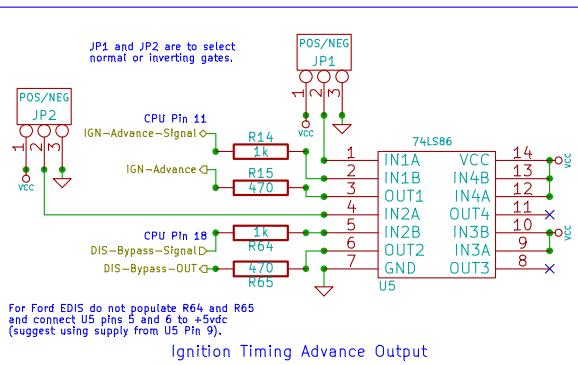 JP1 and JP2 are to select
normal or inverting gates.
POS/NEG
JP1
1
2
3
VCC
POS/NEG
JP2
1
2
3
VCC
CPU Pin 11
IGN-Advance-Signal
R14
1k
IGN-Advance
R15
470
CPU Pin 18
DIS-Bypass-Signal
1k
R64
DIS-Bypass-OUT
470
R65
74LS86
1 IN1A VCC 14 VCC
2 IN1B IN4B 13
3 OUT1 IN4A 12
4 IN2A OUT4 11
5 IN2B IN3B 10 VCC
6 OUT2 IN3A 9
7 GND OUT3 8
U5
For Ford EDIS do not populate R64 and R65
and connect U5 pins 5 and 6 to +5vdc
(suggest using supply from U5 Pin 9).
Ignition Timing Advance Output